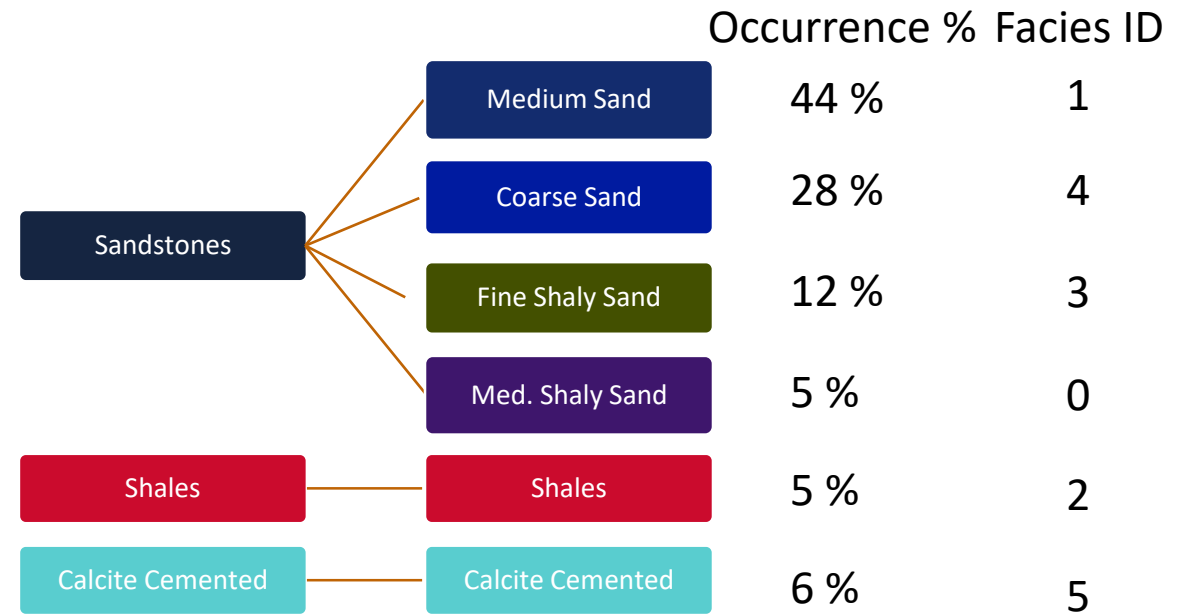 Occurrence % Facies ID
Medium Sand 44 % 1
Coarse Sand 28 % 4
Sandstones
Fine Shaly Sand 12 % 3
Med. Shaly Sand 5 % 0
Shales Shales 5 % 2
Calcite Cemented Calcite Cemented 6 % 5